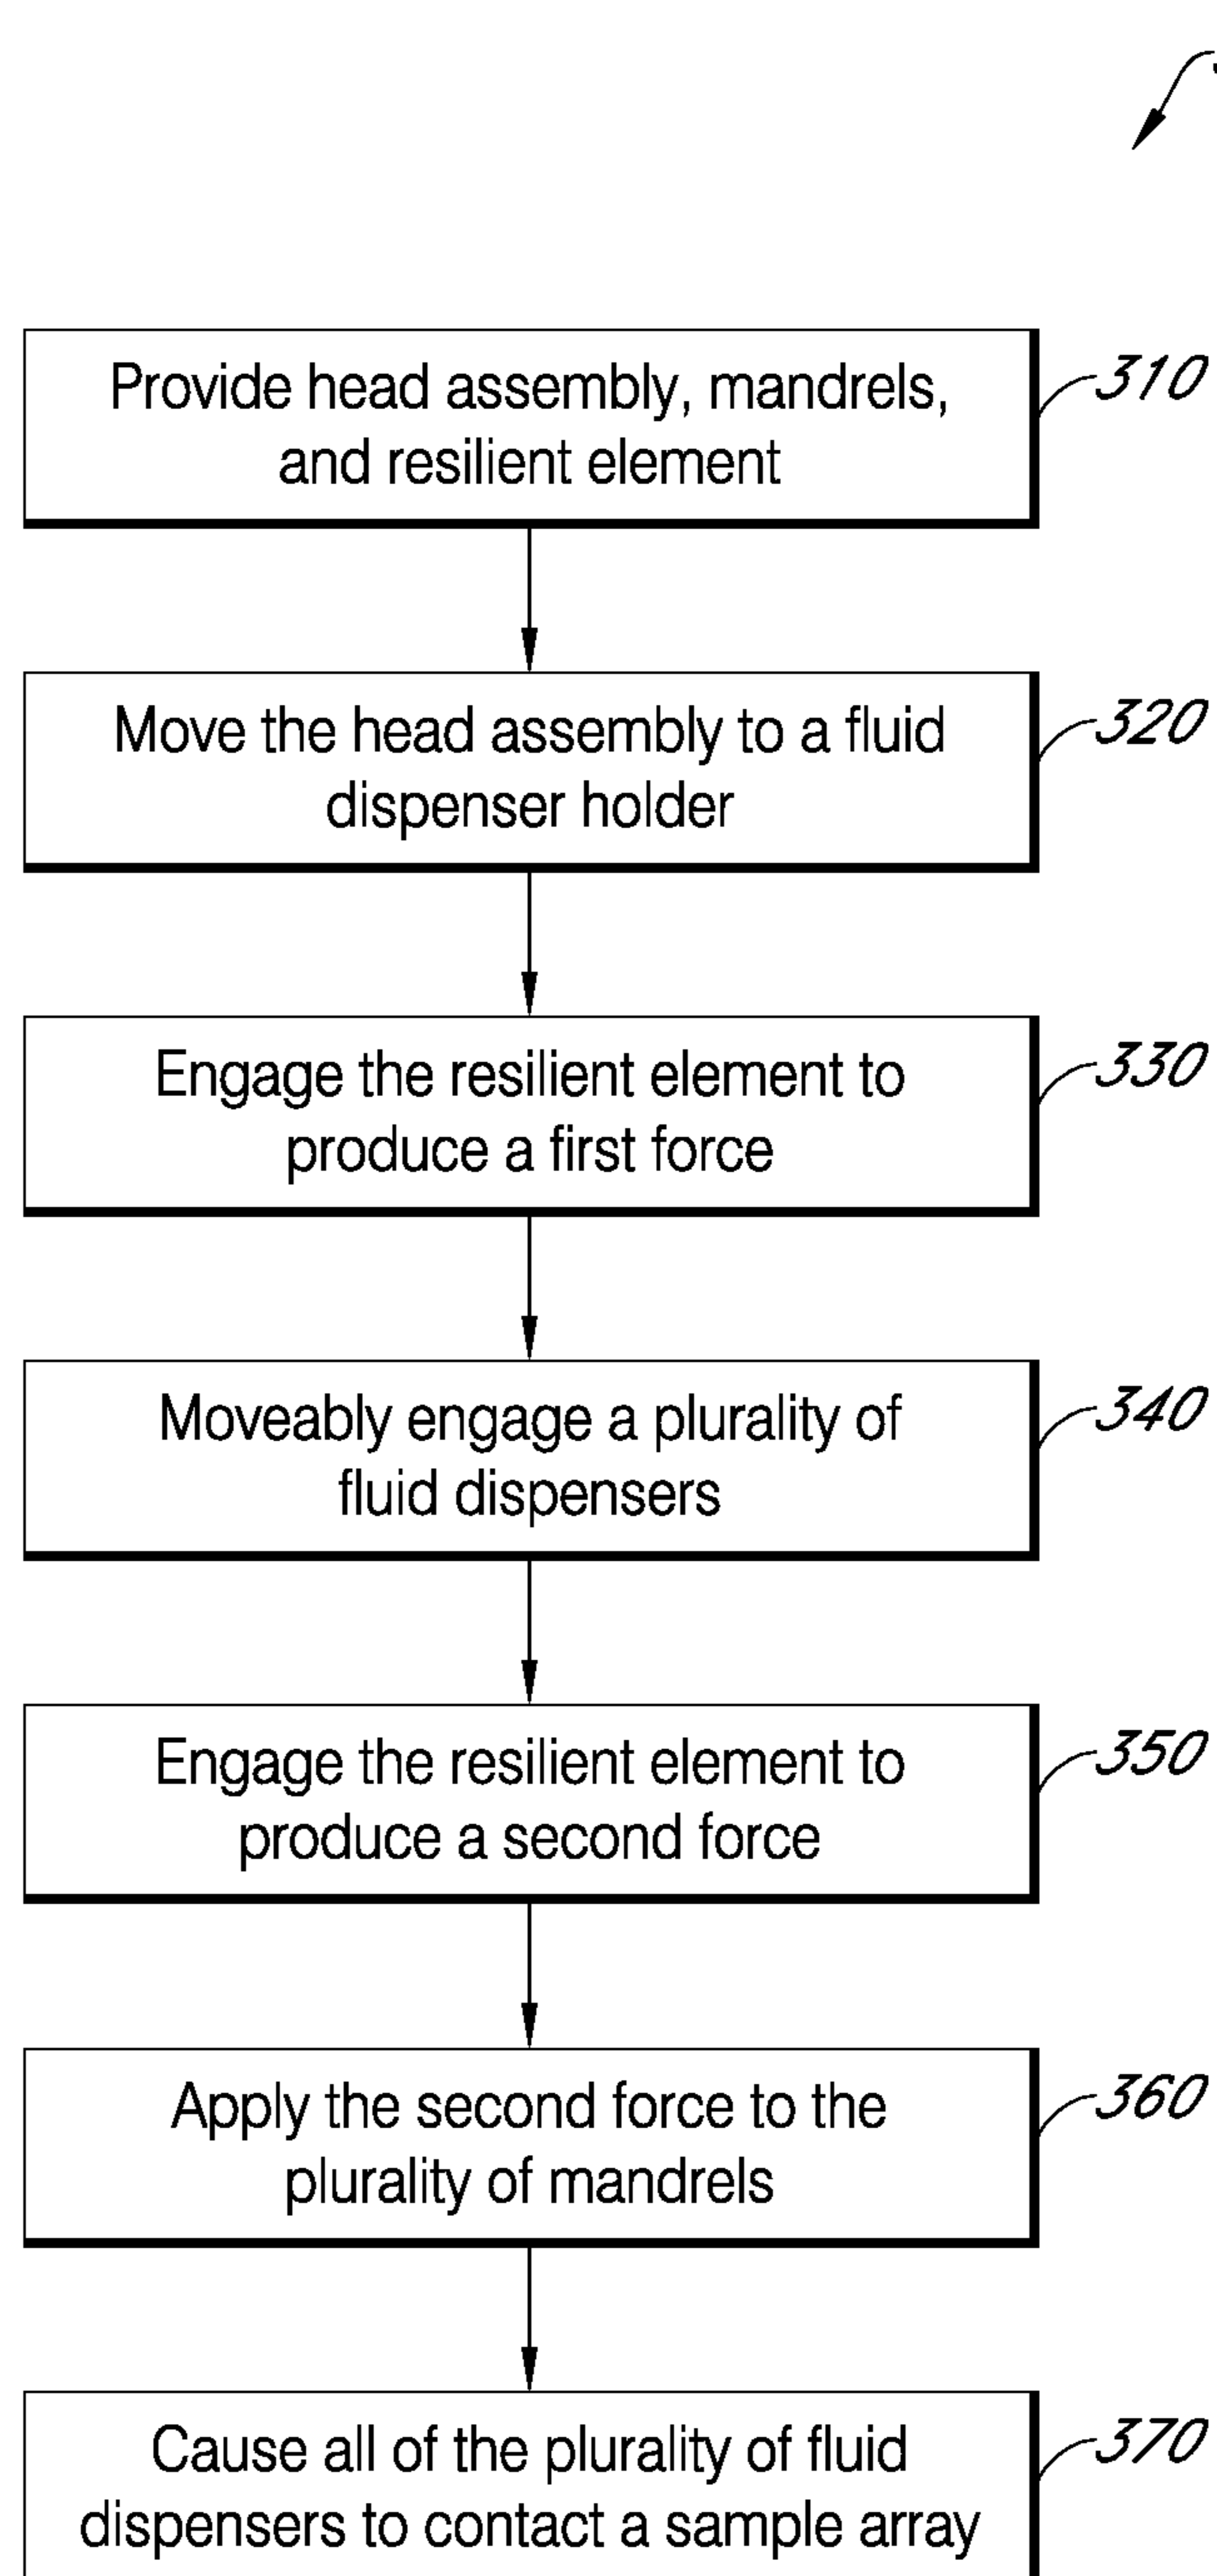 Provide head assembly, mandrels,
and resilient element
310
Move the head assembly to a fluid
dispenser holder
320
Engage the resilient element to
produce a first force
330
Moveably engage a plurality of
fluid dispensers
340
Engage the resilient element to
produce a second force
350
Apply the second force to the
plurality of mandrels
360
Cause all of the plurality of fluid
dispensers to contact a sample array
370